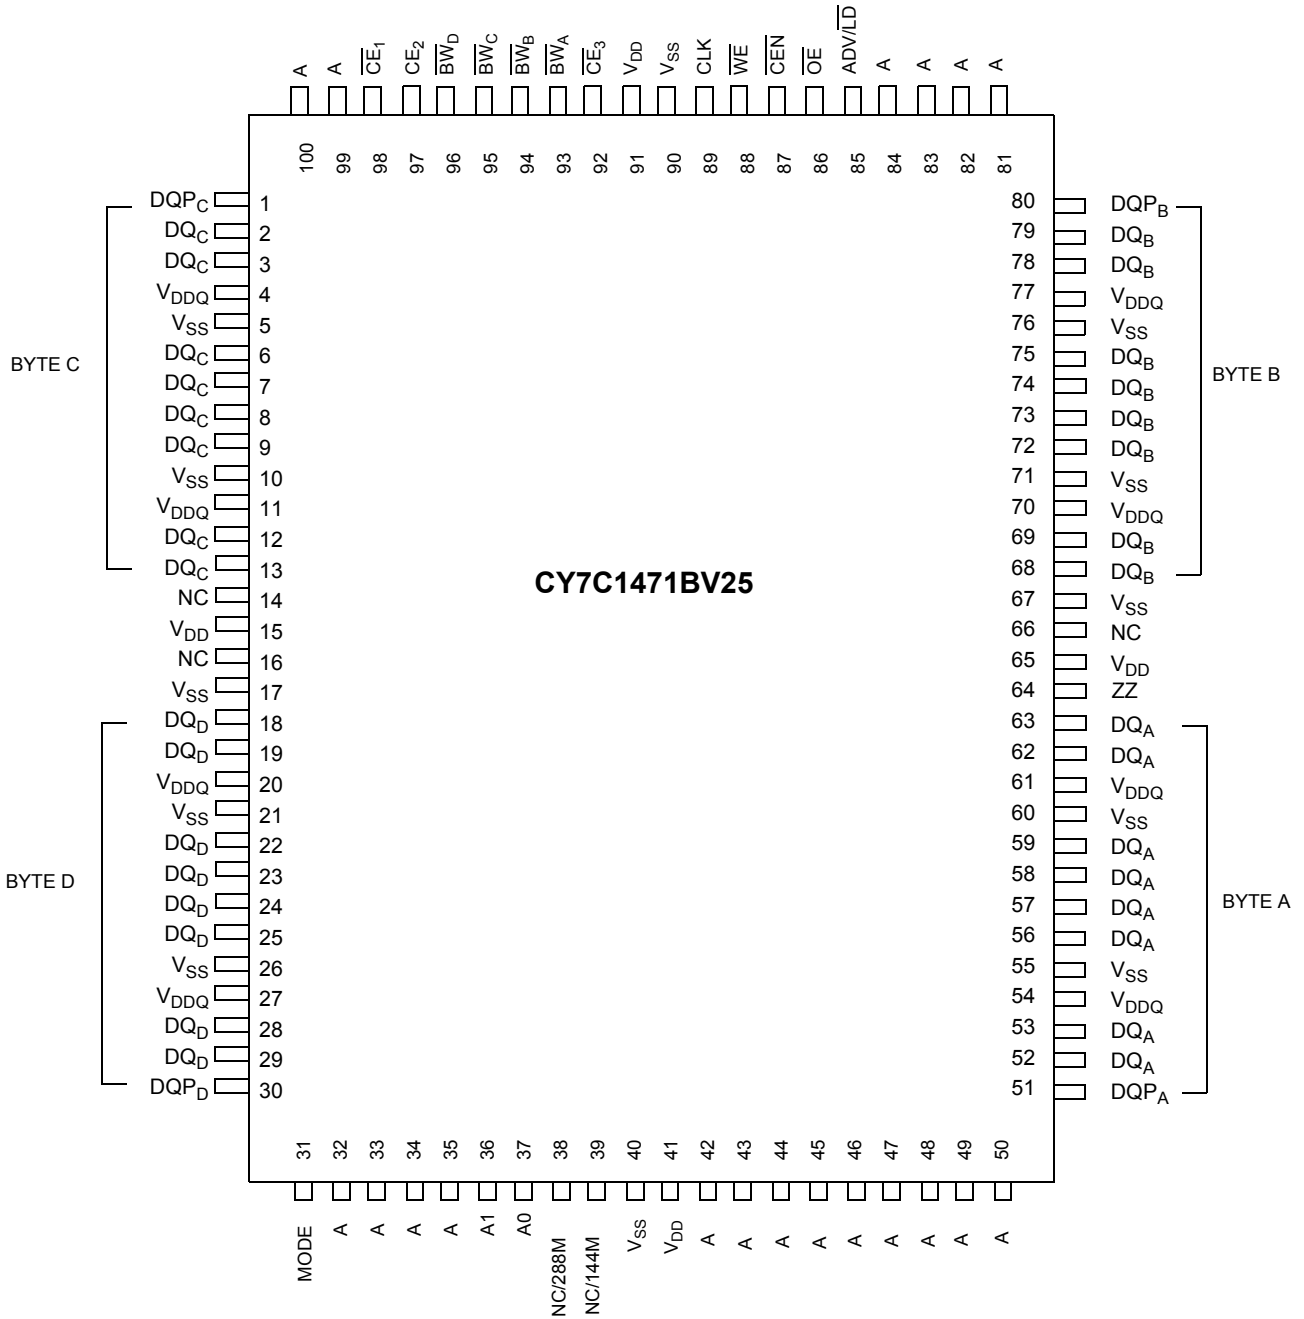 A A CE1 CE2 BWD BWC BWB BWA CE3 VDD VSS CLK WE CEN OE ADV/LD A A A A
100 99 98 97 96 95 94 93 92 91 90 89 88 87 86 85 84 83 82 81
DQPC 1 80 DQPB
DQC 2 79 DQB
DQC 3 78 DQB
VDDQ 4 77 VDDQ
VSS 5 76 VSS
DQC 6 75 DQB
BYTE C
BYTE B
DQC 7 74 DQB
DQC 8 73 DQB
DQC 9 72 DQB
VSS 10 71 VSS
VDDQ 11 70 VDDQ
DQC 12 69 DQB
DQC 13 68 DQB
CY7C1471BV25
NC 14 67 VSS
VDD 15 66 NC
NC 16 65 VDD
VSS 17 64 ZZ
DQD 18 63 DQA
DQD 19 62 DQA
VDDQ 20 61 VDDQ
VSS 21 60 VSS
DQD 22 59 DQA
DQD 23 58 DQA
BYTE D
BYTE A
DQD 24 57 DQA
DQD 25 56 DQA
VSS 26 55 VSS
VDDQ 27 54 VDDQ
DQD 28 53 DQA
DQD 29 52 DQA
DQPD 30 51 DQPA
31 32 33 34 35 36 37 38 39 40 41 42 43 44 45 46 47 48 49 50
MODE A A A A A1 A0 NC/288M NC/144M VSS VDD A A A A A A A A A